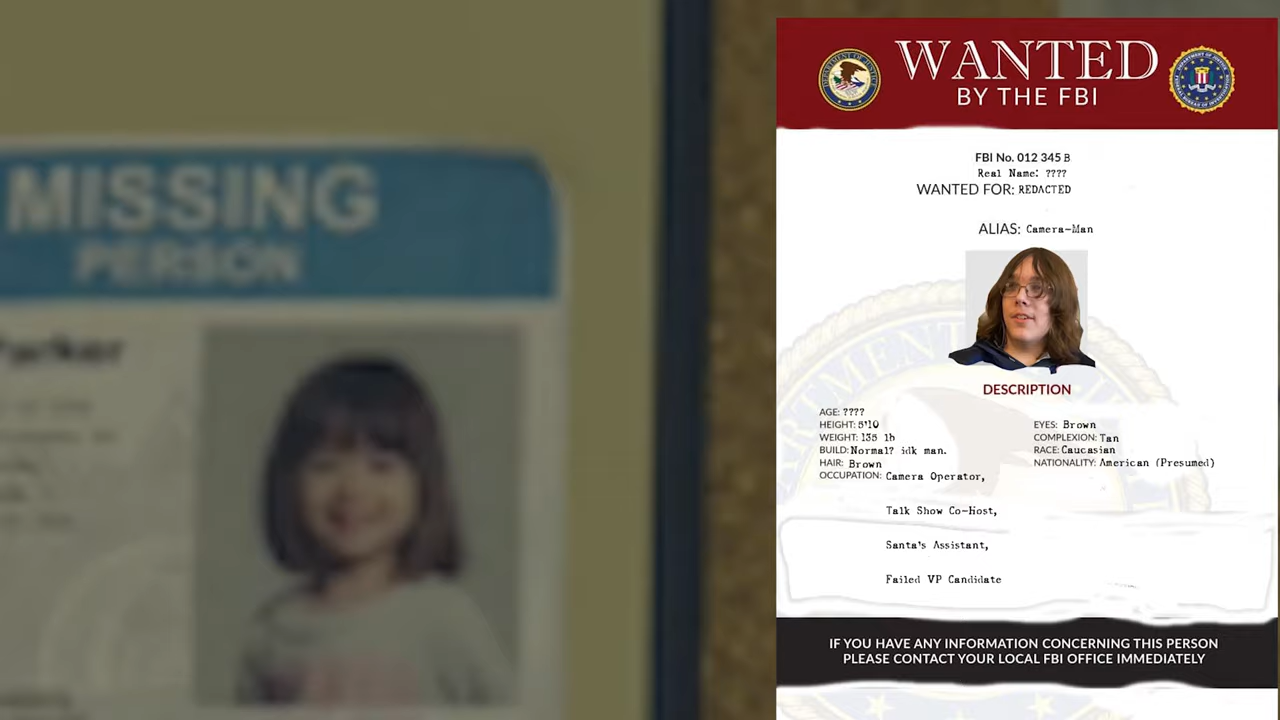 MISSING
PERSON
Parker
WANTED
BY THE FBI
FBI No. 012 345 B
Real Name: ????
WANTED FOR: REDACTED
ALIAS: Camera-Man
DESCRIPTION
AGE: ????
HEIGHT: 5'10
WEIGHT: 135 lb
BUILD: Normal? idk man.
HAIR: Brown
OCCUPATION: Camera Operator,
Talk Show Co-Host,
Santa's Assistant,
Failed VP Candidate
EYES: Brown
COMPLEXION: Tan
RACE: Caucasian
NATIONALITY: American (Presumed)
IF YOU HAVE ANY INFORMATION CONCERNING THIS PERSON
PLEASE CONTACT YOUR LOCAL FBI OFFICE IMMEDIATELY